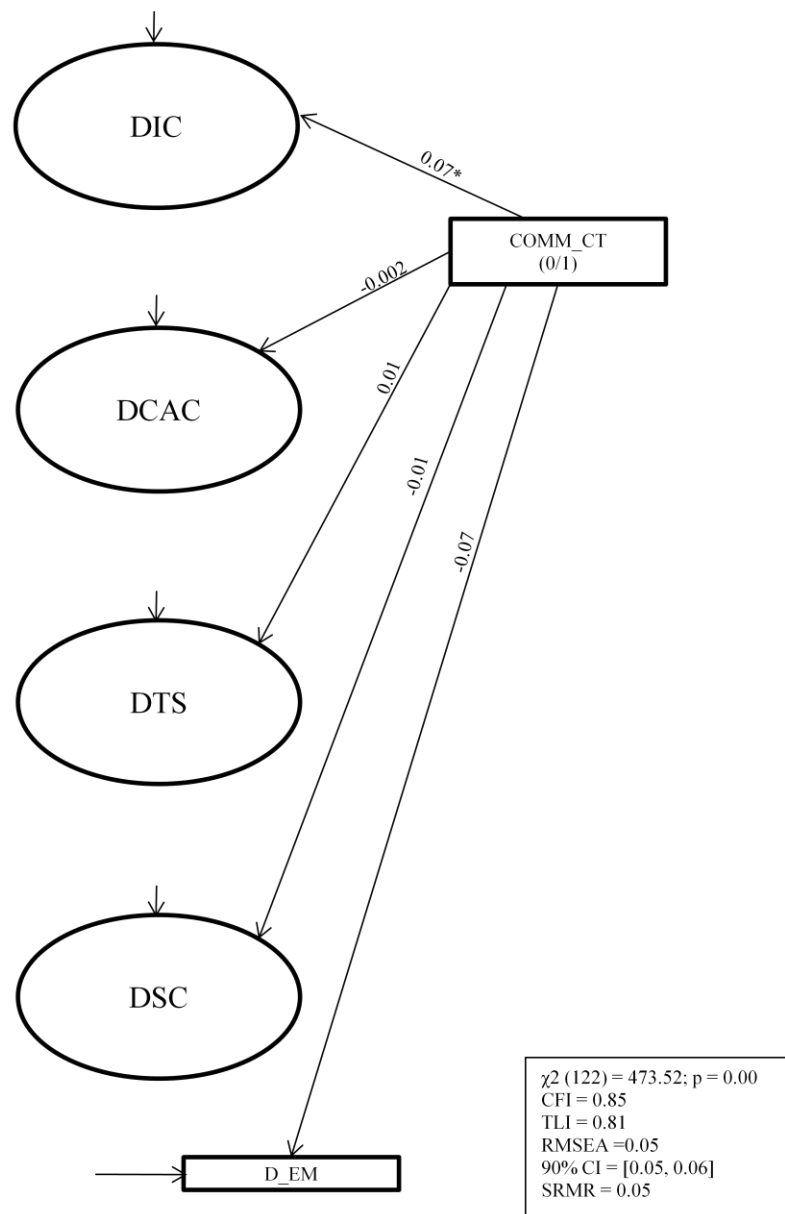 DIC
0.07*
COMM_CT
(0/1)
-0.002
0.01
DCAC
-0.01
-0.07
DTS
DSC
χ2 (122) = 473.52; p = 0.00
CFI = 0.85
TLI = 0.81
RMSEA =0.05
90% CI = [0.05, 0.06]
SRMR = 0.05
D_EM